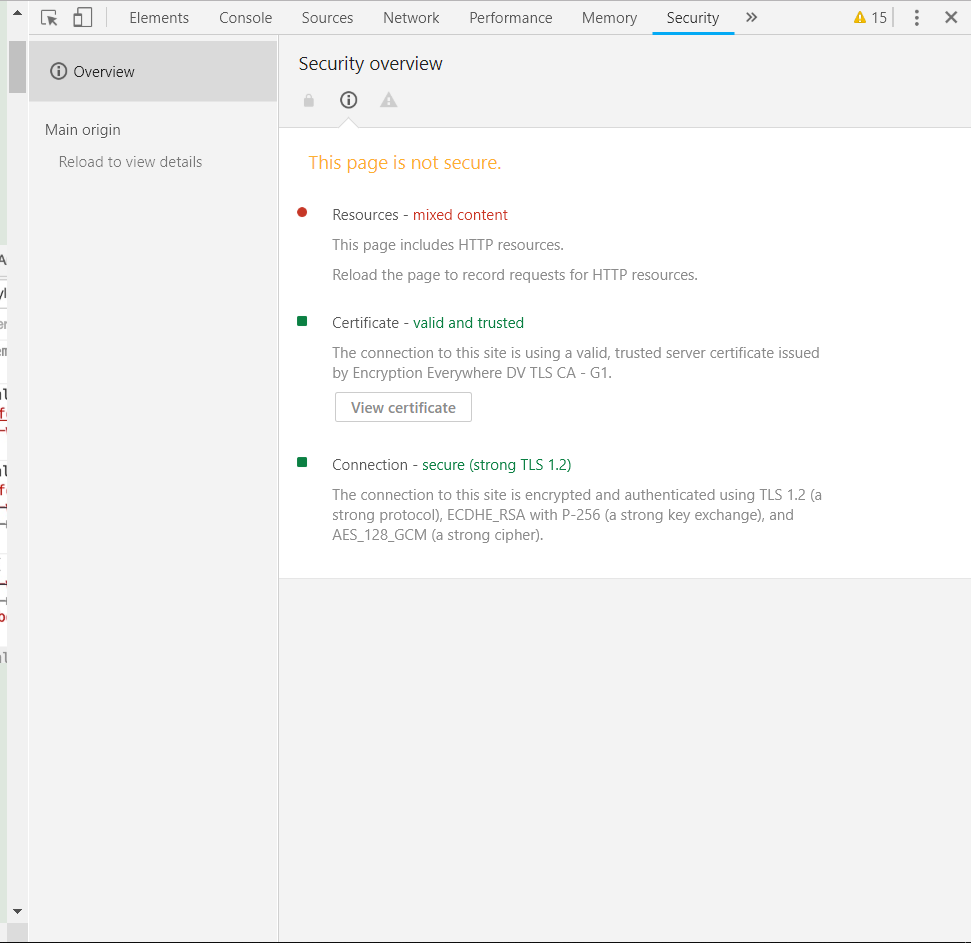 Elements Console Sources Network Performance Memory Security » 15
Overview
Main origin
Reload to view details
Security overview
This page is not secure.
Resources - mixed content
This page includes HTTP resources.
Reload the page to record requests for HTTP resources.
Certificate - valid and trusted
The connection to this site is using a valid, trusted server certificate issued
by Encryption Everywhere DV TLS CA - G1.
View certificate
Connection - secure (strong TLS 1.2)
The connection to this site is encrypted and authenticated using TLS 1.2 (a
strong protocol), ECDHE_RSA with P-256 (a strong key exchange), and
AES_128_GCM (a strong cipher).